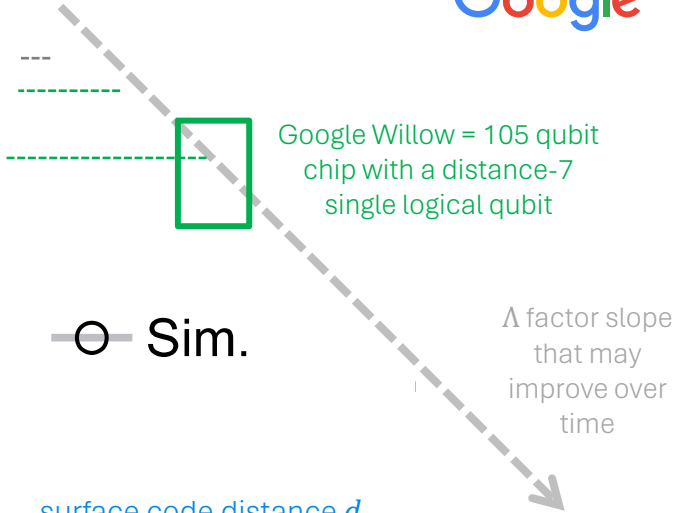 Google
Google Willow = 105 qubit
chip with a distance-7
single logical qubit
Sim.
Λ factor slope
that may
improve over
time
surface code distance d